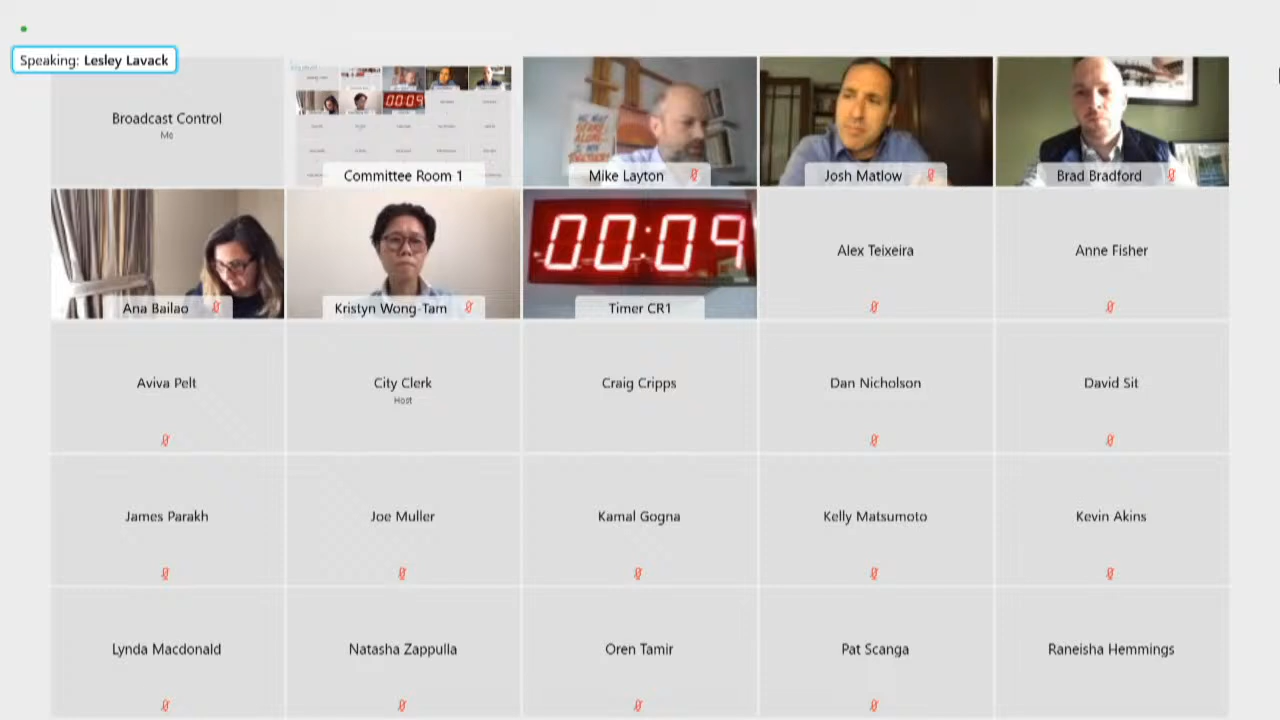 Speaking: Lesley Lavack
Broadcast Control
Me
Committee Room 1
Mike Layton
Josh Matlow
Brad Bradford
00:09
Ana Bailao
Kristyn Wong-Tam
00:09
Timer CR1
Alex Teixeira
Anne Fisher
Aviva Pelt
City Clerk
Host
Craig Cripps
Dan Nicholson
David Sit
James Parakh
Joe Muller
Kamal Gogna
Kelly Matsumoto
Kevin Akins
Lynda Macdonald
Natasha Zappulla
Oren Tamir
Pat Scanga
Raneisha Hemmings